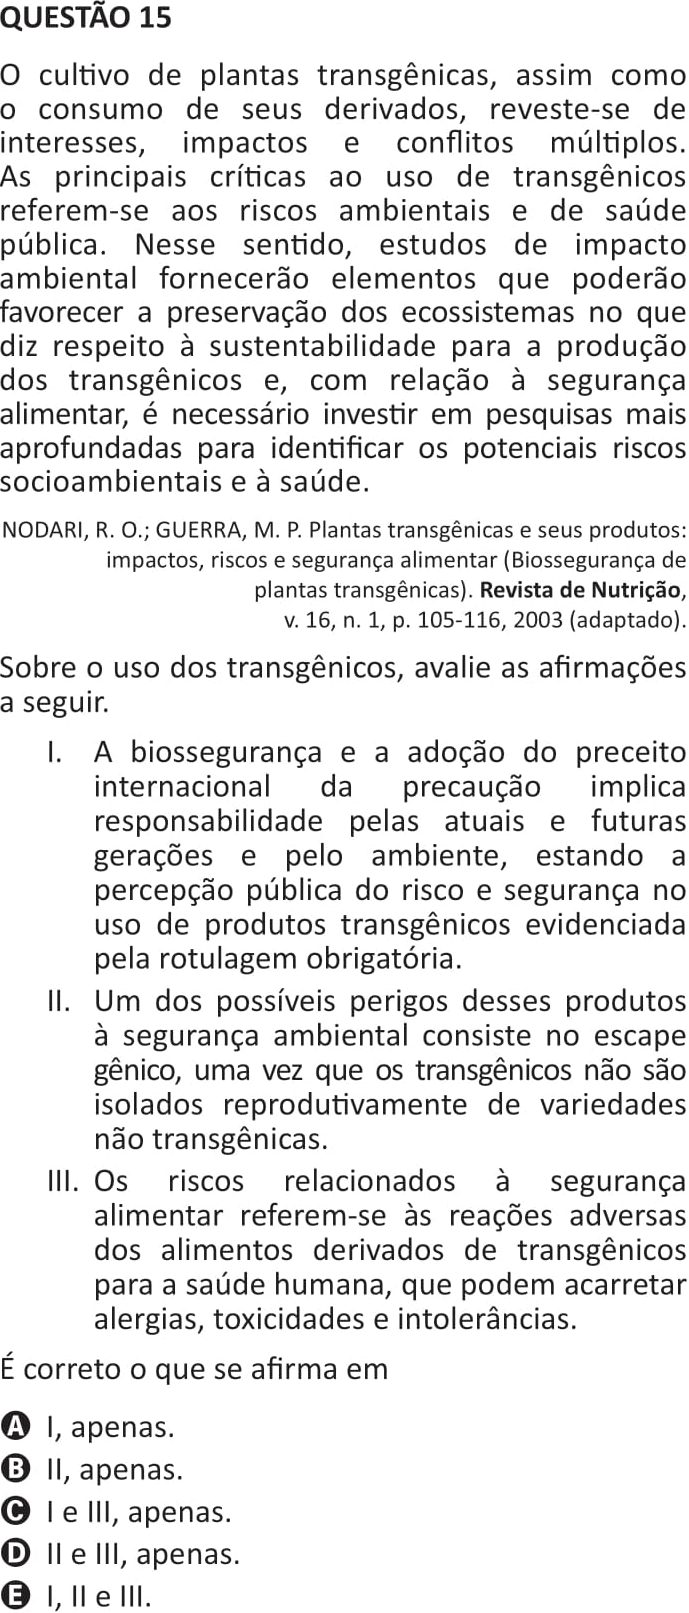 QUESTÃO 15
O cultivo de plantas transgênicas, assim como
o consumo de seus derivados, reveste-se de
interesses, impactos e conflitos múltiplos.
As principais críticas ao uso de transgênicos
referem-se aos riscos ambientais e de saúde
pública. Nesse sentido, estudos de impacto
ambiental fornecerão elementos que poderão
favorecer a preservação dos ecossistemas no que
diz respeito à sustentabilidade para a produção
dos transgênicos e, com relação à segurança
alimentar, é necessário investir em pesquisas mais
aprofundadas para identificar os potenciais riscos
socioambientais e à saúde.
NODARI, R. O.; GUERRA, M. P. Plantas transgênicas e seus produtos:
impactos, riscos e segurança alimentar (Biossegurança de
plantas transgênicas). Revista de Nutrição,
v. 16, n. 1, p. 105-116, 2003 (adaptado).
Sobre o uso dos transgênicos, avalie as afirmações
a seguir.
I. A biossegurança e a adoção do preceito
internacional da precaução implica
responsabilidade pelas atuais e futuras
gerações e pelo ambiente, estando a
percepção pública do risco e segurança no
uso de produtos transgênicos evidenciada
pela rotulagem obrigatória.
II. Um dos possíveis perigos desses produtos
à segurança ambiental consiste no escape
gênico, uma vez que os transgênicos não são
isolados reprodutivamente de variedades
não transgênicas.
III. Os riscos relacionados à segurança
alimentar referem-se às reações adversas
dos alimentos derivados de transgênicos
para a saúde humana, que podem acarretar
alergias, toxicidades e intolerâncias.
É correto o que se afirma em
A I, apenas.
B II, apenas.
C I e III, apenas.
D II e III, apenas.
E I, II e III.